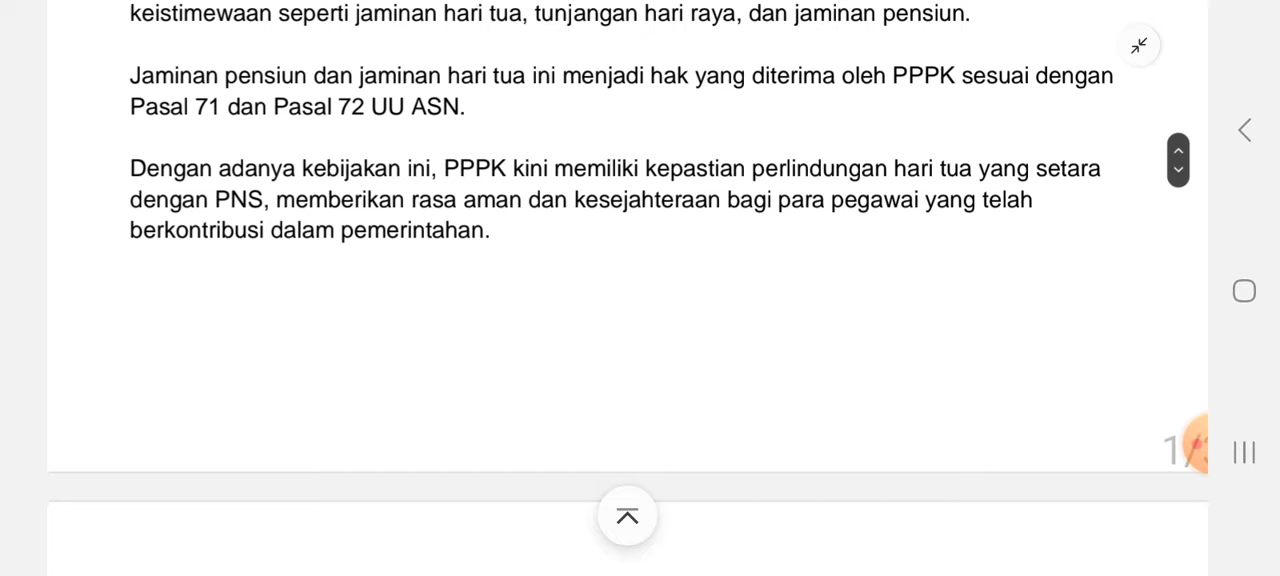 keistimewaan seperti jaminan hari tua, tunjangan hari raya, dan jaminan pensiun.
Jaminan pensiun dan jaminan hari tua ini menjadi hak yang diterima oleh PPPK sesuai dengan
Pasal 71 dan Pasal 72 UU ASN.
Dengan adanya kebijakan ini, PPPK kini memiliki kepastian perlindungan hari tua yang setara
dengan PNS, memberikan rasa aman dan kesejahteraan bagi para pegawai yang telah
berkontribusi dalam pemerintahan.
1/